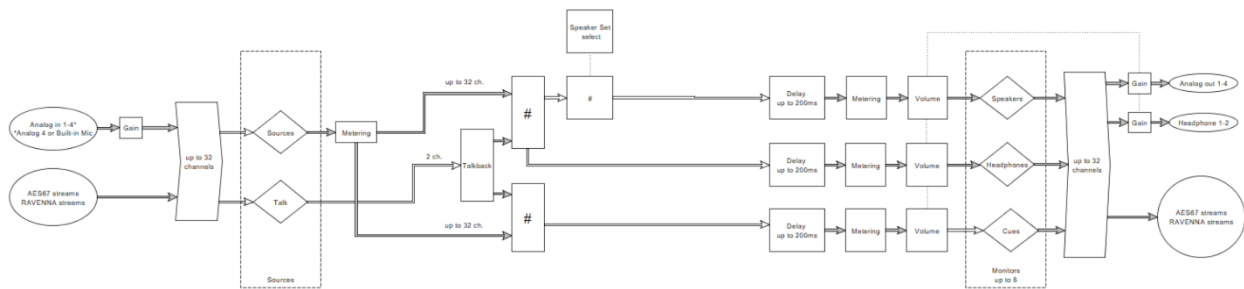 Analog in 1-4*
*Analog 4 or Built-in Mic
Gain
AES67 streams
RAVENNA streams
up to 32
channels
Sources
Talk
Sources
Metering
up to 32 ch.
2 ch.
up to 32 ch.
Talkback
#
#
Speaker Set
select
#
Delay
up to 200ms
Metering
Volume
Speakers
Delay
up to 200ms
Metering
Volume
Headphones
Delay
up to 200ms
Metering
Volume
Cues
Monitors
up to 6
up to 32
channels
Gain
Analog out 1-4
Gain
Headphone 1-2
AES67 streams
RAVENNA streams